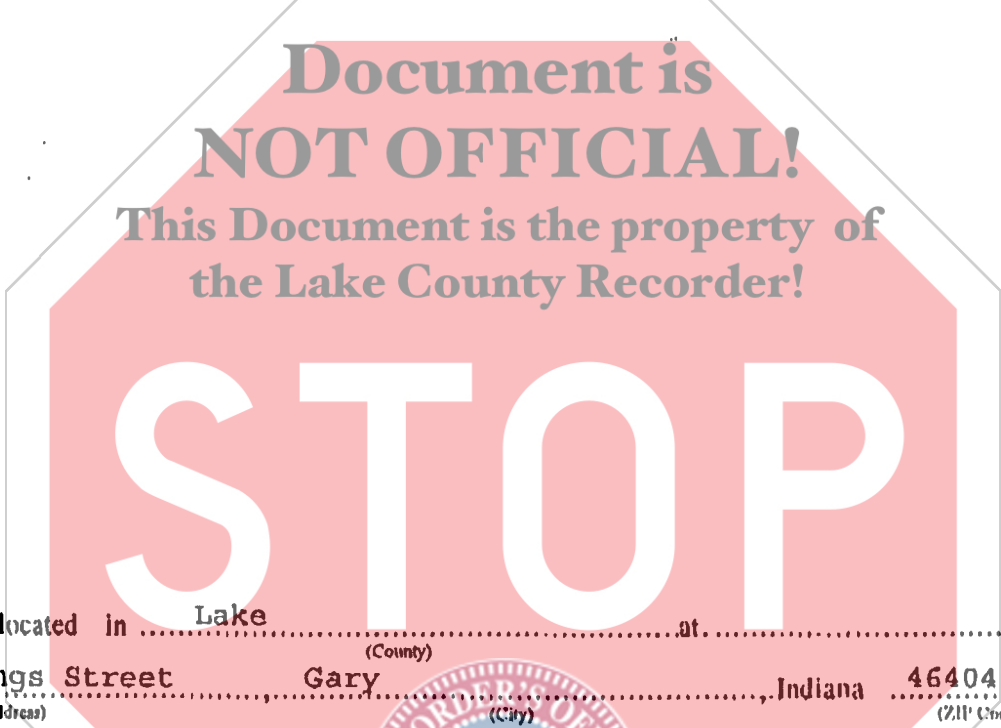 Document is
NOT OFFICIAL!
This Document is the property of
the Lake County Recorder!
STOP
located in Lake at
(County)
Street Gary, Indiana 46404
(City)